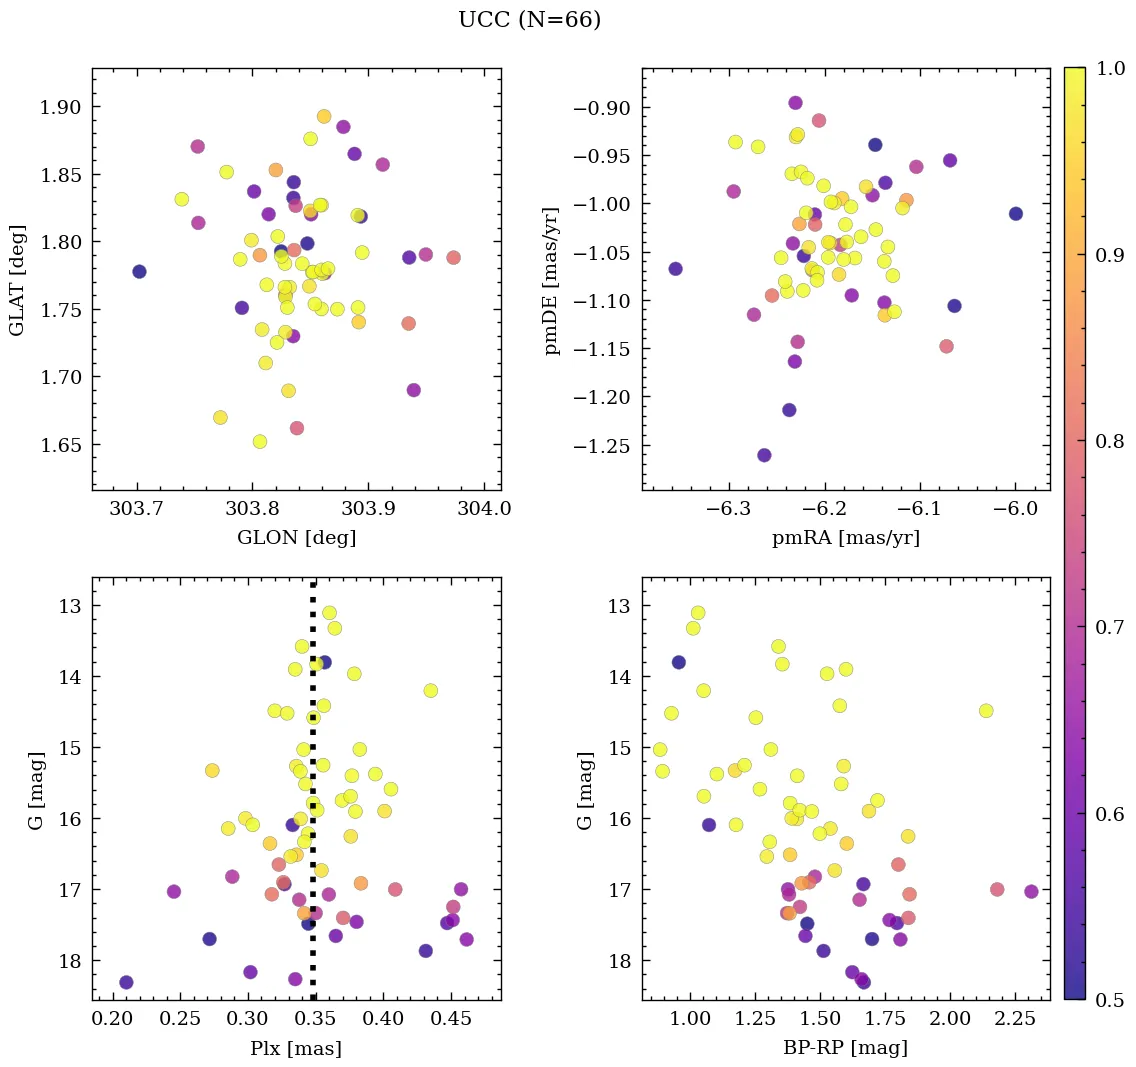 UCC (N=66)
1.90
1.85
1.80
1.75
1.70
1.65
GLAT [deg]
303.7 303.8 303.9 304.0
GLON [deg]
−0.90
−0.95
−1.00
−1.05
−1.10
−1.15
−1.20
−1.25
pmDE [mas/yr]
−6.3 −6.2 −6.1 −6.0
pmRA [mas/yr]
13
14
15
16
17
18
G [mag]
0.20 0.25 0.30 0.35 0.40 0.45
Plx [mas]
13
14
15
16
17
18
G [mag]
1.00 1.25 1.50 1.75 2.00 2.25
BP-RP [mag]
1.0
0.9
0.8
0.7
0.6
0.5